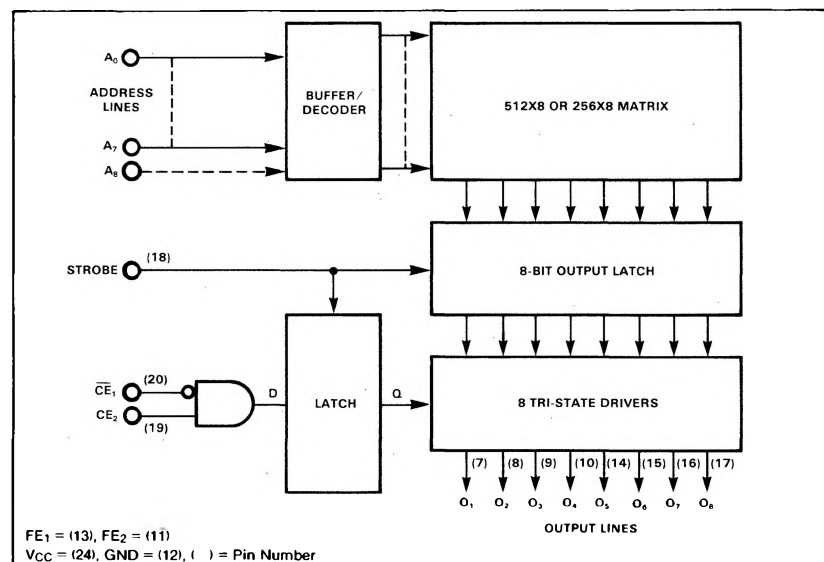 A₀
ADDRESS
LINES
A₇
A₈
BUFFER/
DECODER
512X8 OR 256X8 MATRIX
STROBE
(18)
8-BIT OUTPUT LATCH
C̅E̅₁
(20)
CE₂
(19)
D
LATCH
Q
8 TRI-STATE DRIVERS
(7) (8) (9) (10) (14) (15) (16) (17)
O₁ O₂ O₃ O₄ O₅ O₆ O₇ O₈
OUTPUT LINES
FE₁ = (13), FE₂ = (11)
VCC = (24), GND = (12), ( ) = Pin Number